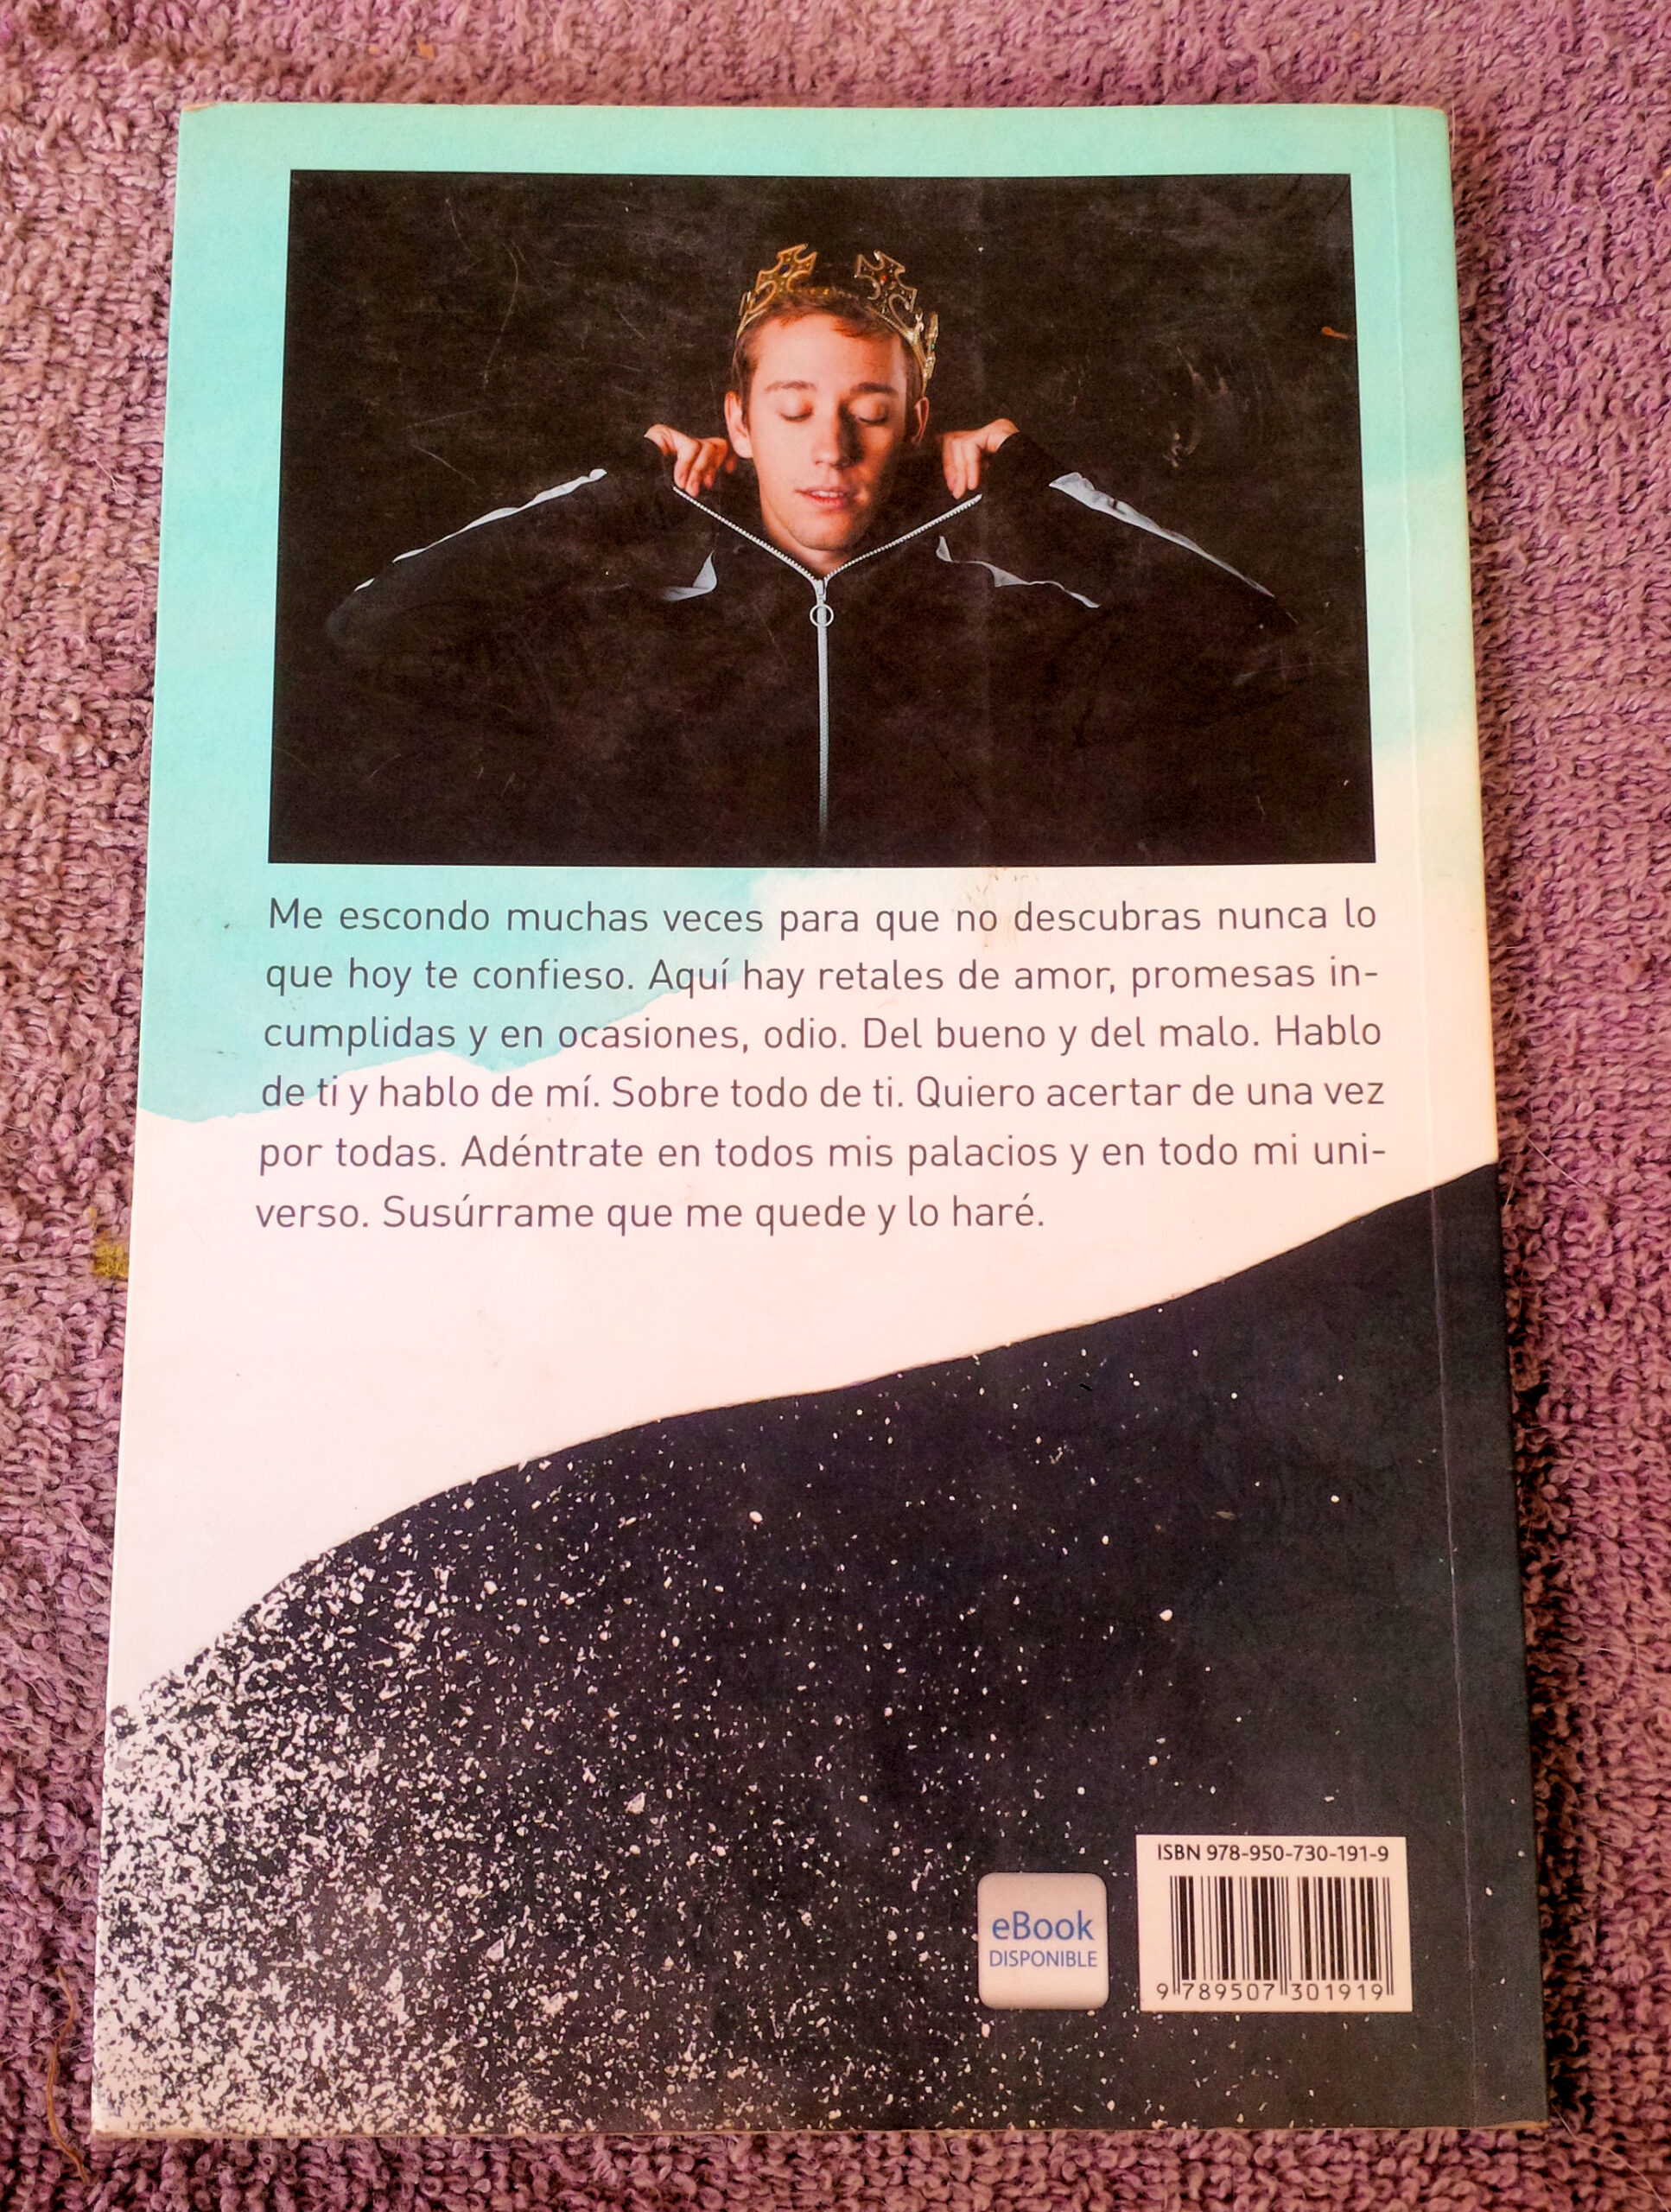 Me escondo muchas veces para que no descubras nunca lo
que hoy te confieso. Aquí hay retales de amor, promesas in-
cumplidas y en ocasiones, odio. Del bueno y del malo. Hablo
de ti y hablo de mí. Sobre todo de ti. Quiero acertar de una vez
por todas. Adéntrate en todos mis palacios y en todo mi uni-
verso. Susúrrame que me quede y lo haré.
ISBN 978-950-730-191-9
eBook
DISPONIBLE
9 789507 301919